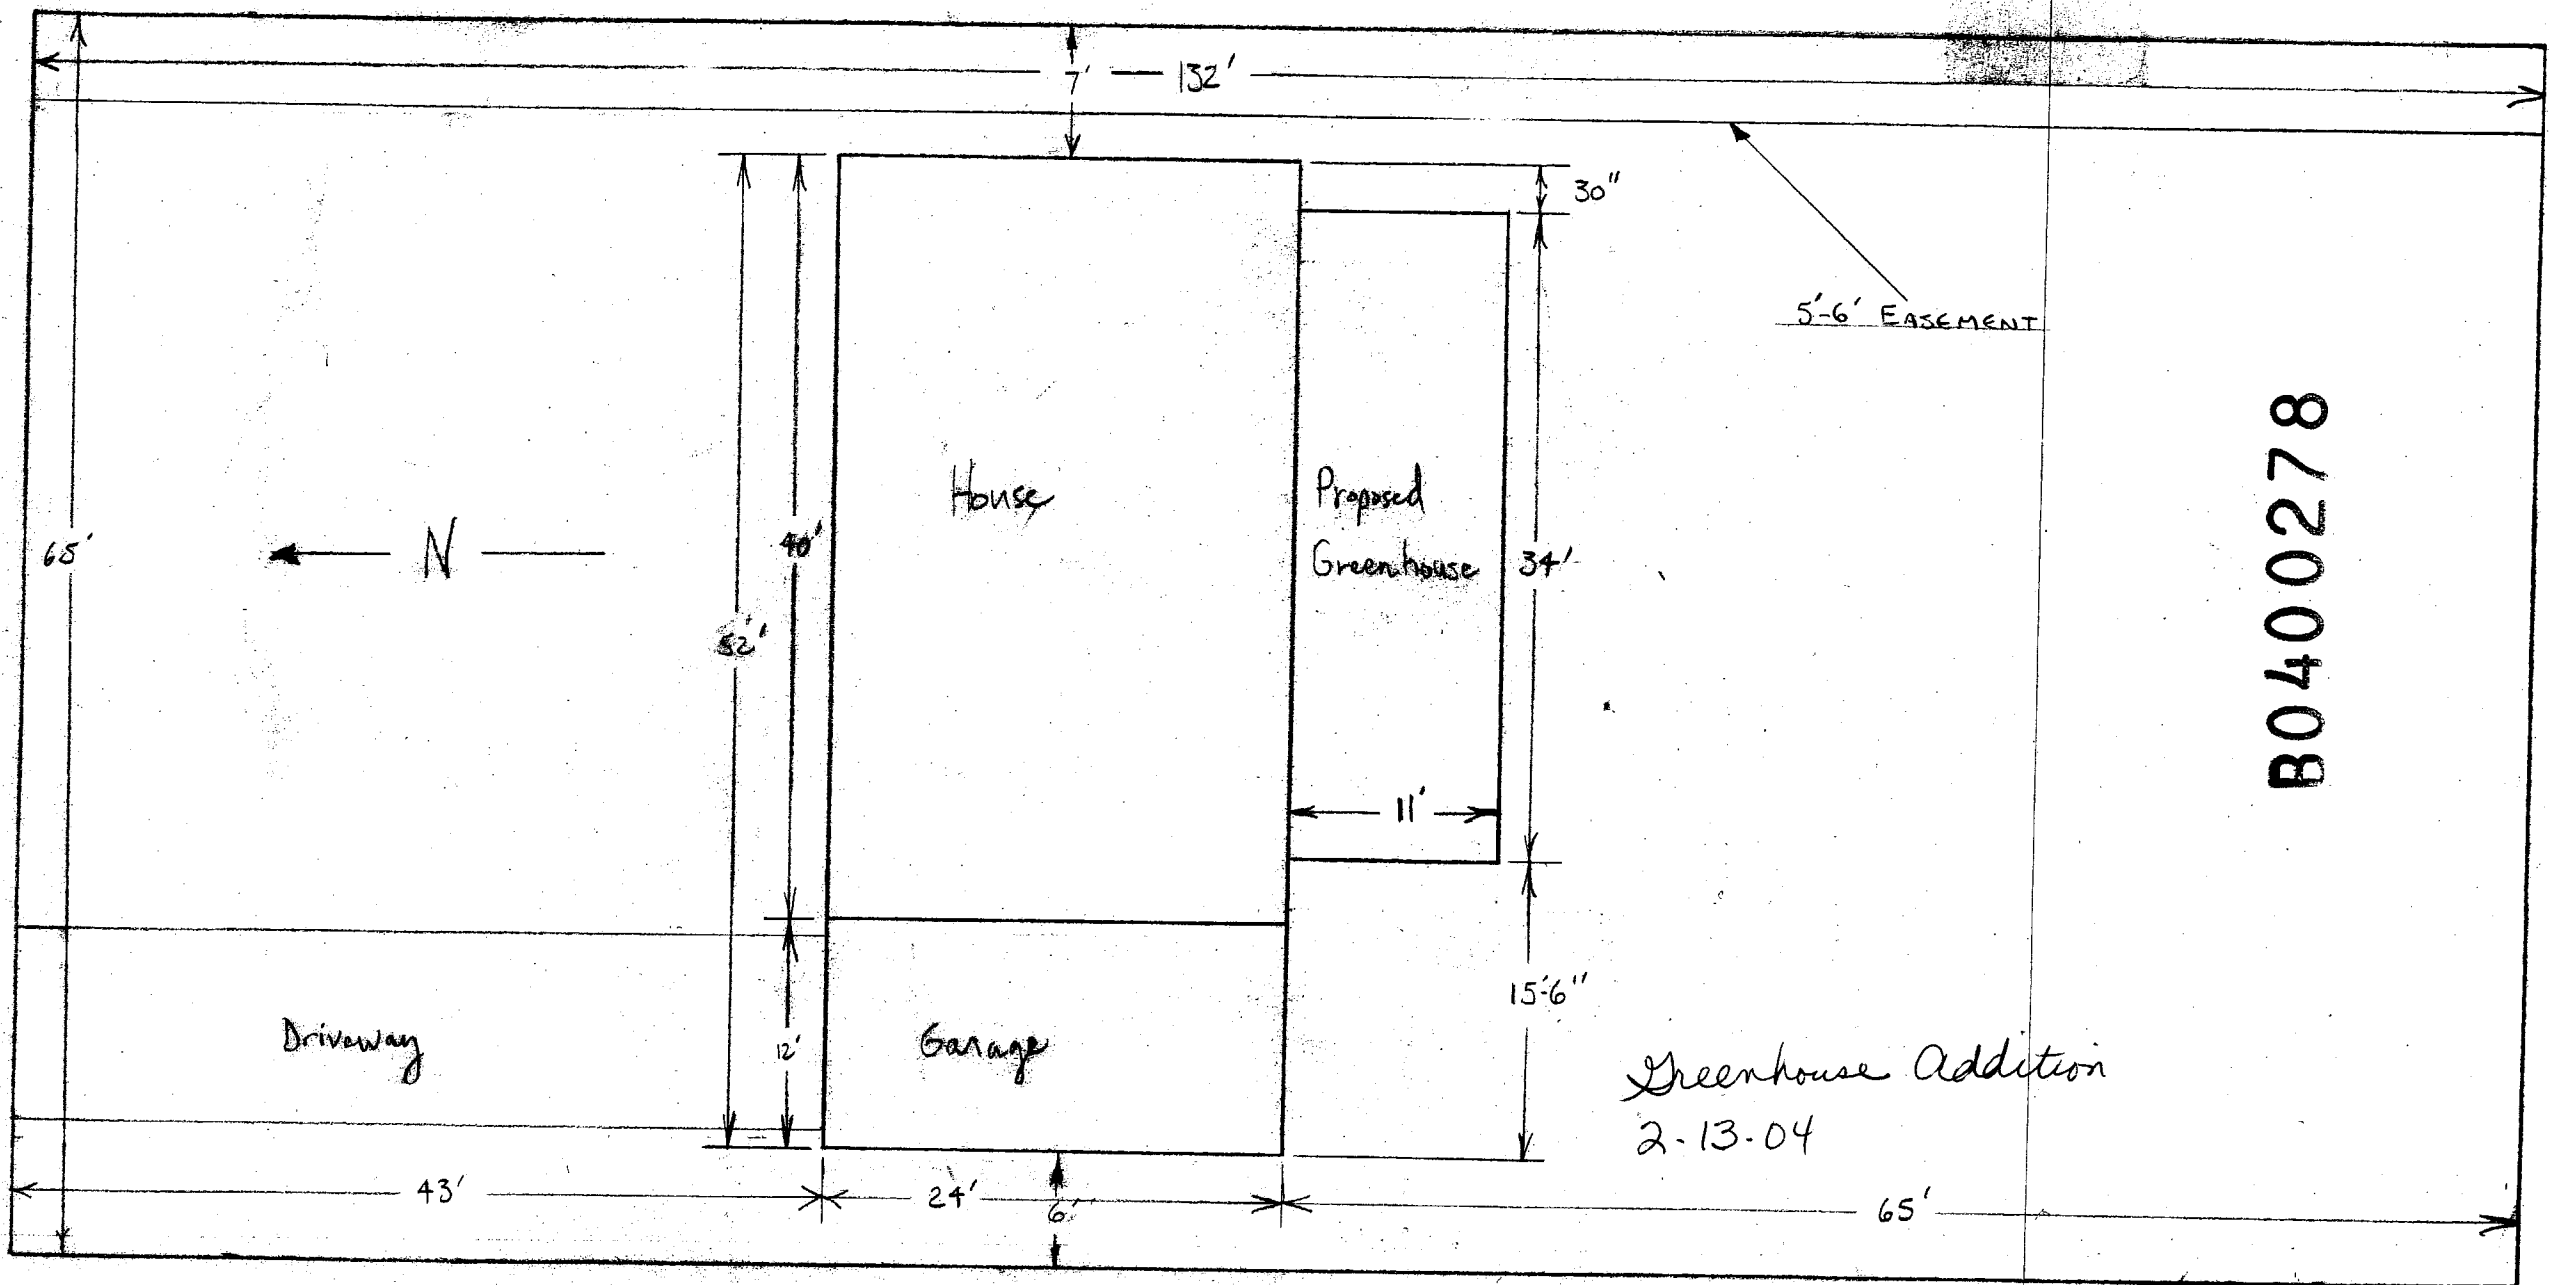 7'
132'
30"
5'-6' EASEMENT
65'
N
40'
52'
House
Proposed
Greenhouse
34'
11'
B0400278
Driveway
12'
Garage
15'-6"
Greenhouse Addition
2-13-04
43'
24'
6'
65'